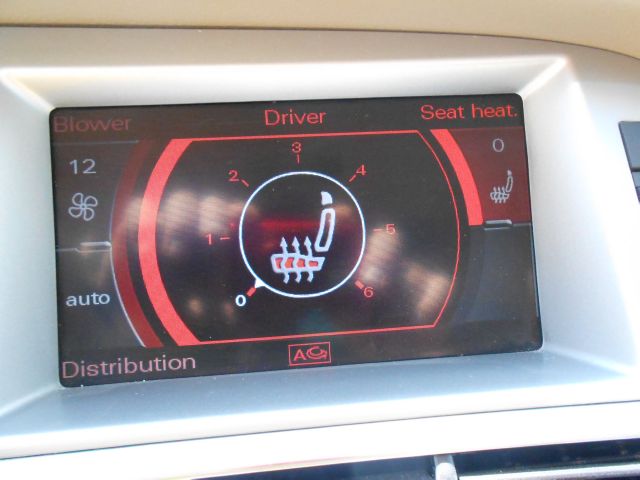 Blower
Driver
Seat heat.
12
0
3
2
4
1
5
0
6
auto
Distribution
A